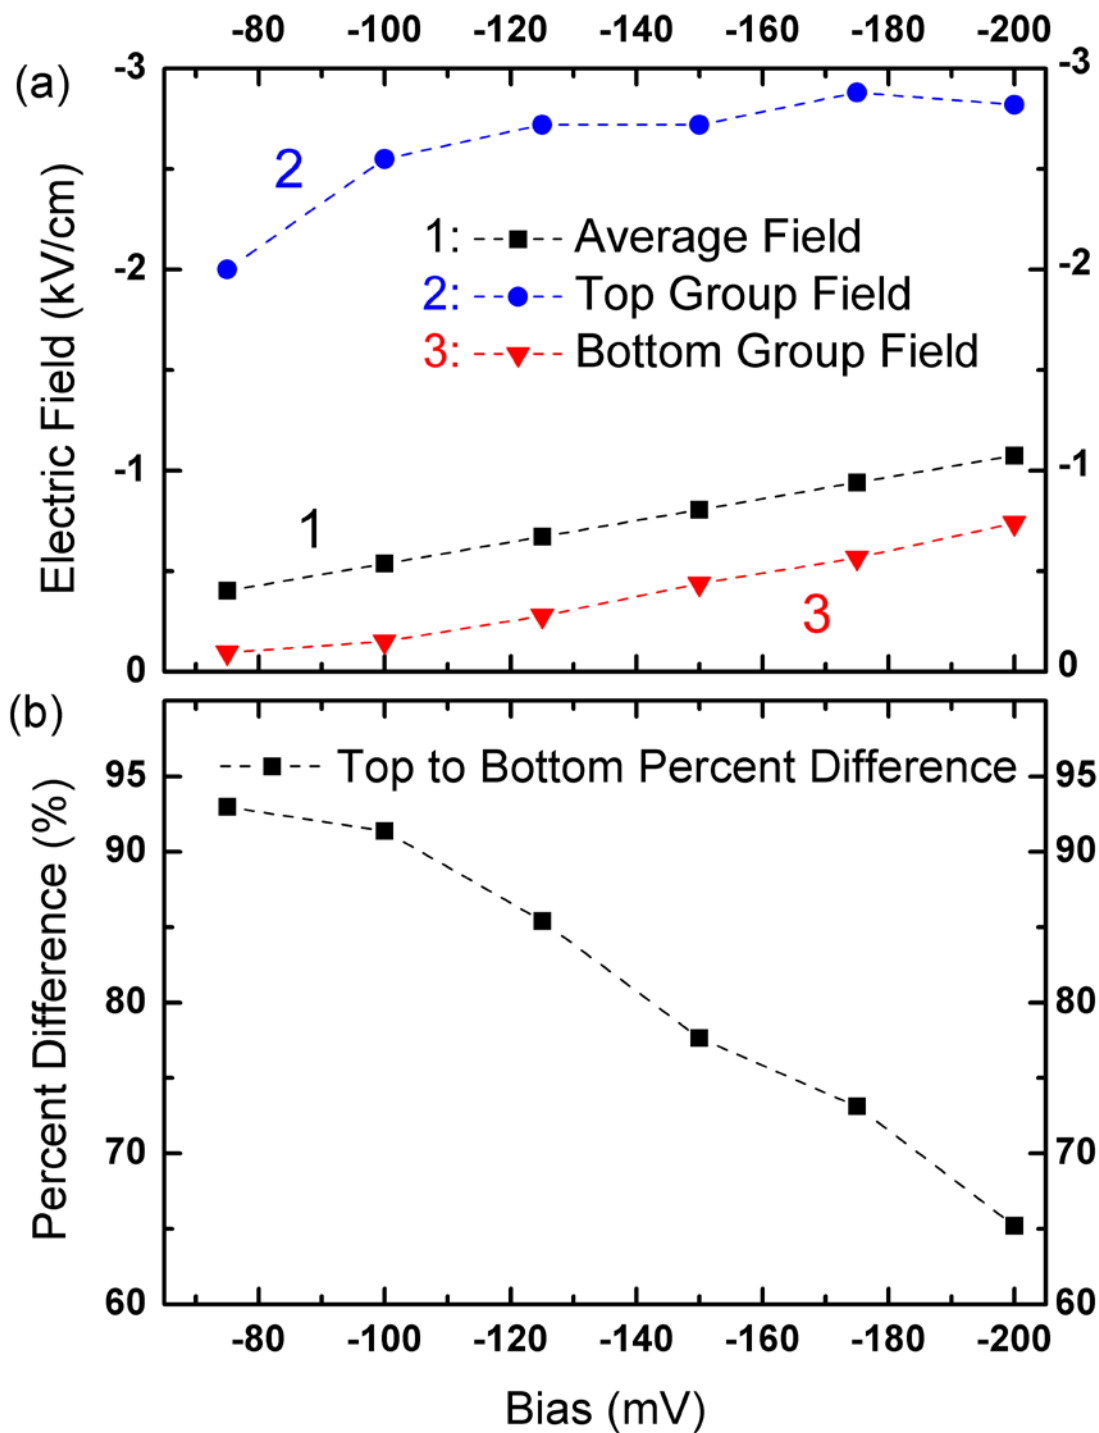 -80 -100 -120 -140 -160 -180 -200
(a)
-3 -3
2
1: Average Field
-2 2: Top Group Field -2
3: Bottom Group Field
Electric Field (kV/cm)
-1 -1
1
3
0 0
(b)
Top to Bottom Percent Difference
95 95
90 90
Percent Difference (%)
80 80
70 70
60 60
-80 -100 -120 -140 -160 -180 -200
Bias (mV)